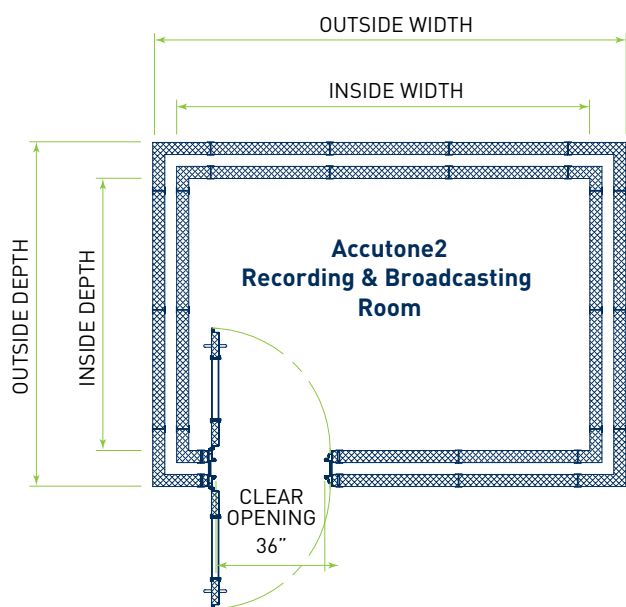 OUTSIDE WIDTH
INSIDE WIDTH
OUTSIDE DEPTH
INSIDE DEPTH
Accutone2
Recording & Broadcasting
Room
CLEAR
OPENING
36”